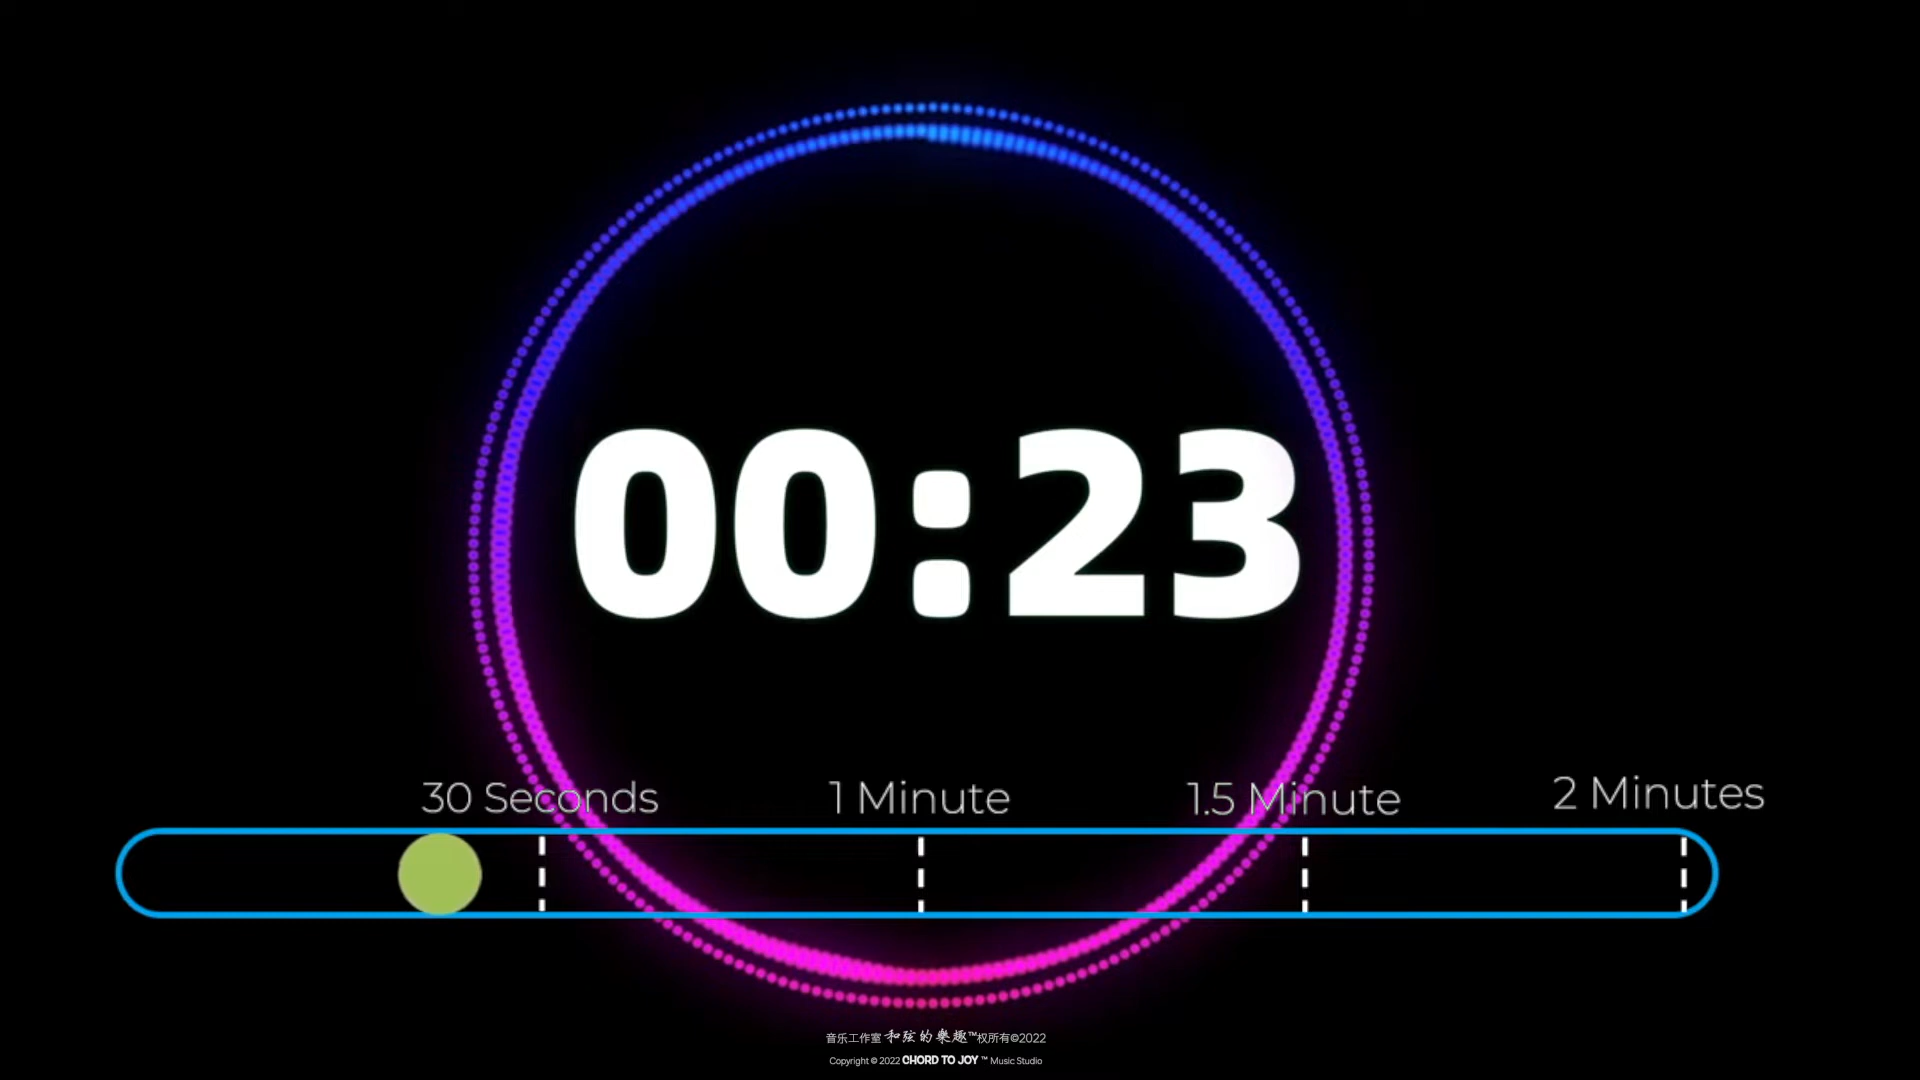 00:23
30 Seconds
1 Minute
1.5 Minute
2 Minutes
音乐工作室 和弦的樂趣™权所有©2022
Copyright © 2022 CHORD TO JOY ™ Music Studio